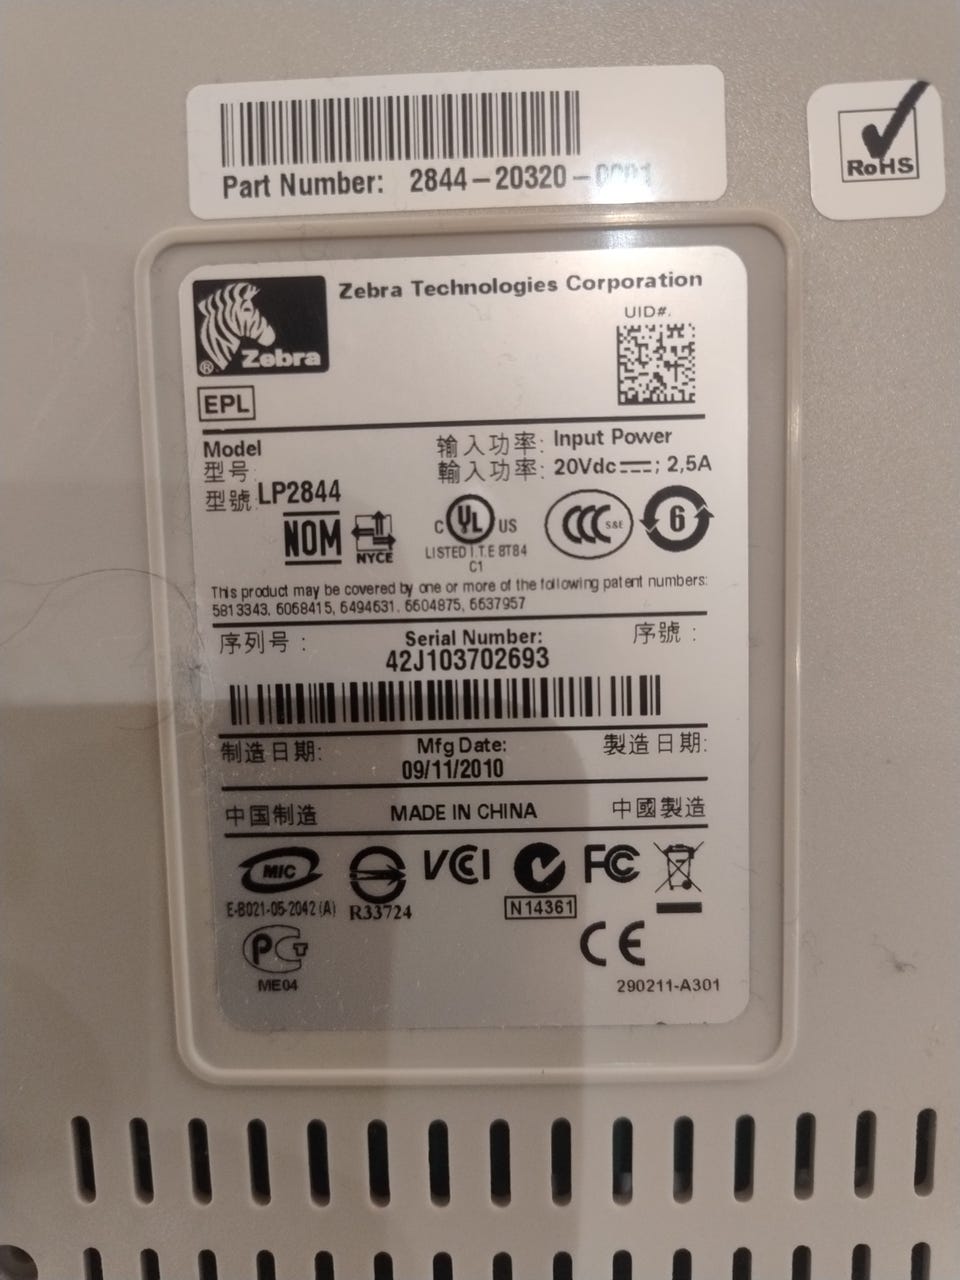 Part Number: 2844-20320-0001
RoHS
Zebra Technologies Corporation
UID#.
® Zebra
EPL
Model
型号:
型號: LP2844
输入功率: Input Power
輸入功率: 20Vdc⎓; 2,5A
NOM
NYCE
C UL US
LISTED I.T.E 8T84
C1
CCC S&E
6
This product may be covered by one or more of the following patent numbers:
5813343, 6068415, 6494631, 6604875, 6637957
序列号: Serial Number: 序號:
42J103702693
制造日期: Mfg Date: 製造日期:
09/11/2010
中国制造 MADE IN CHINA 中國製造
MIC
E-B021-05-2042 (A)
R33724
VCI
N14361
FC
PCT
ME04
CE
290211-A301